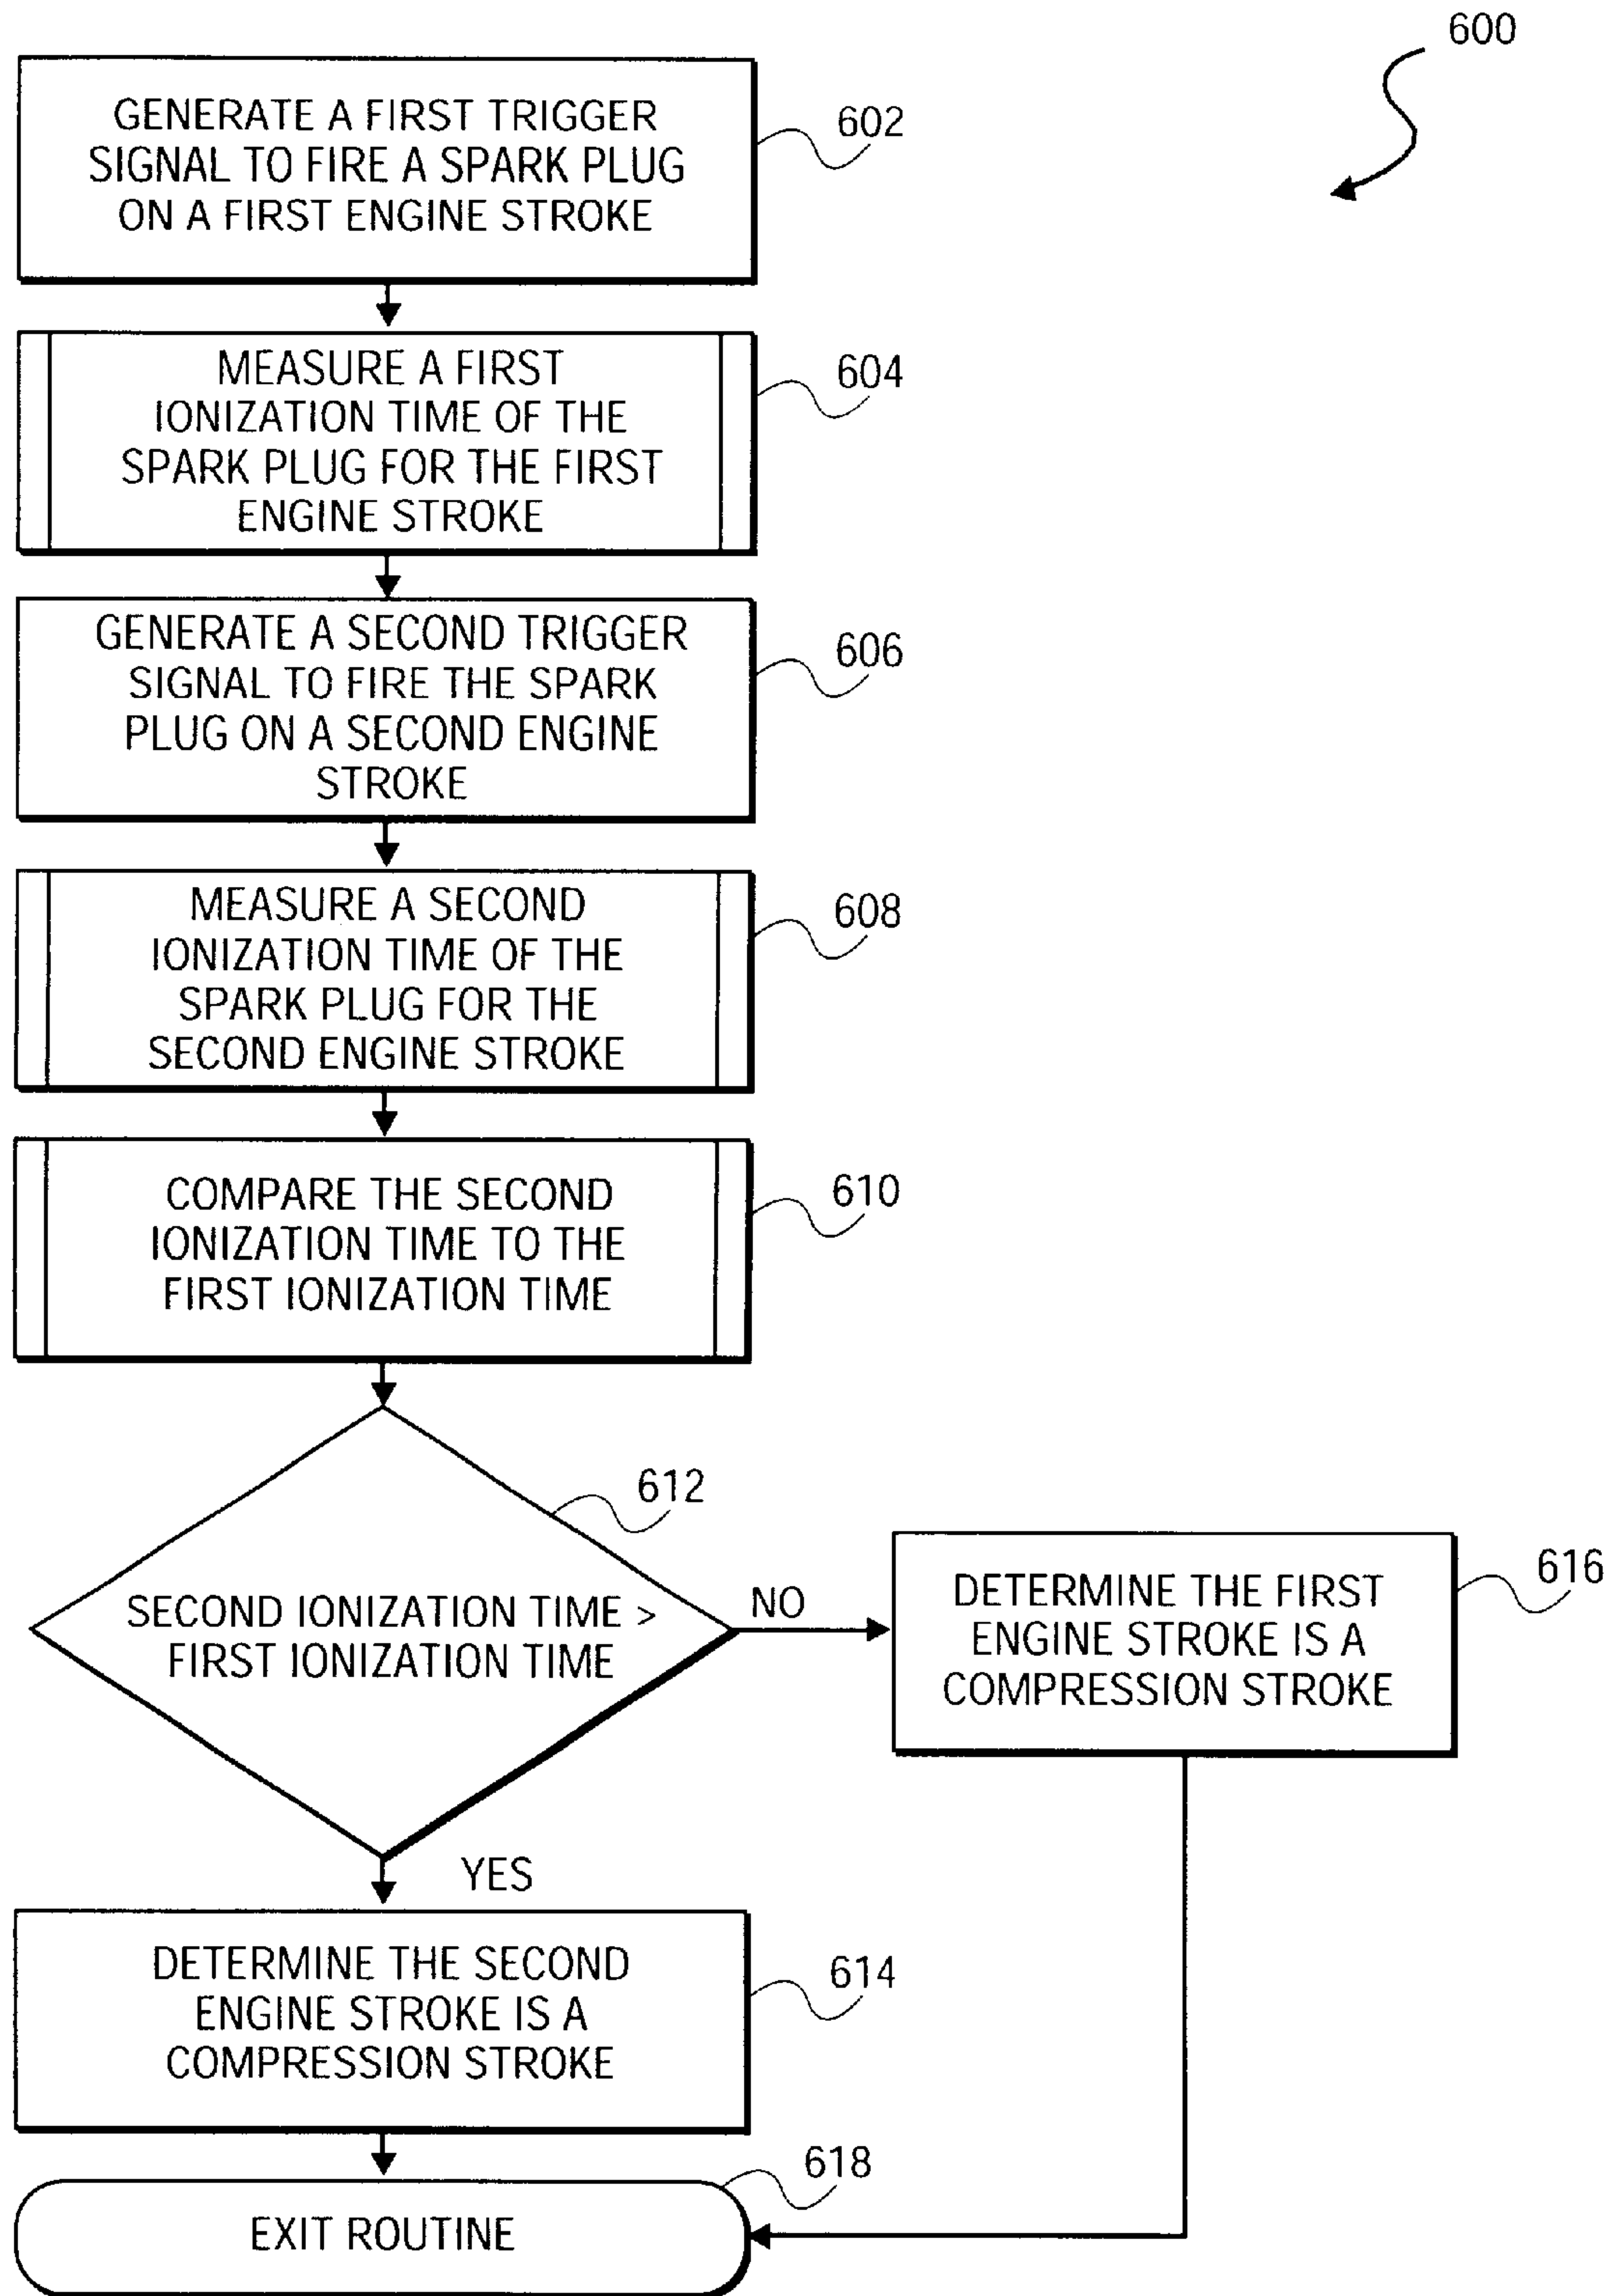 600
GENERATE A FIRST TRIGGER
SIGNAL TO FIRE A SPARK PLUG
ON A FIRST ENGINE STROKE
602
MEASURE A FIRST
IONIZATION TIME OF THE
SPARK PLUG FOR THE FIRST
ENGINE STROKE
604
GENERATE A SECOND TRIGGER
SIGNAL TO FIRE THE SPARK
PLUG ON A SECOND ENGINE
STROKE
606
MEASURE A SECOND
IONIZATION TIME OF THE
SPARK PLUG FOR THE
SECOND ENGINE STROKE
608
COMPARE THE SECOND
IONIZATION TIME TO THE
FIRST IONIZATION TIME
610
612
SECOND IONIZATION TIME >
FIRST IONIZATION TIME
NO
DETERMINE THE FIRST
ENGINE STROKE IS A
COMPRESSION STROKE
616
YES
DETERMINE THE SECOND
ENGINE STROKE IS A
COMPRESSION STROKE
614
618
EXIT ROUTINE